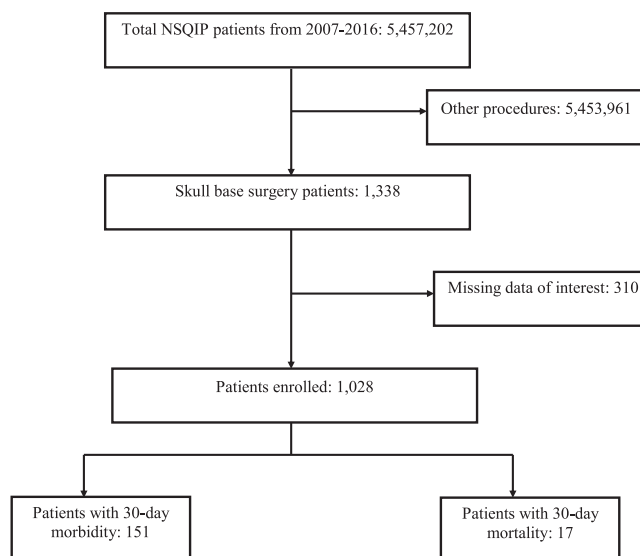 Total NSQIP patients from 2007-2016: 5,457,202
Other procedures: 5,453,961
Skull base surgery patients: 1,338
Missing data of interest: 310
Patients enrolled: 1,028
Patients with 30-day
morbidity: 151
Patients with 30-day
mortality: 17